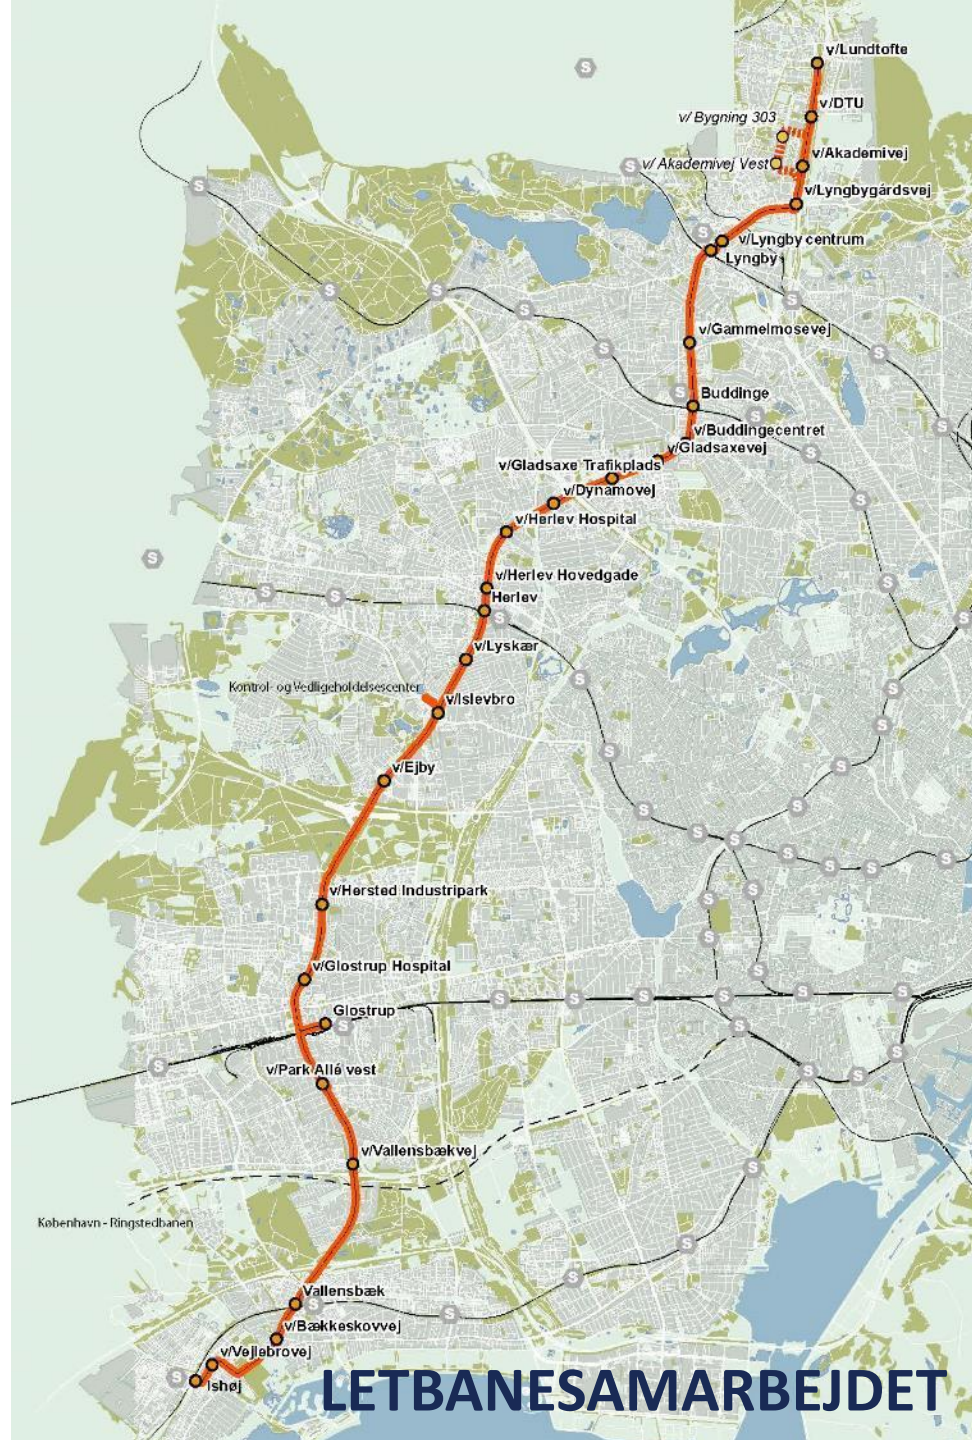 v/Lundtofte
v/DTU
v/ Bygning 303
v/Akademivej
v/ Akademivej Vest
v/Lyngbygårdsvej
v/Lyngby centrum
Lyngby
v/Gammelmosevej
Buddinge
v/Buddingecentret
v/Gladsaxevej
v/Gladsaxe Trafikplads
v/Dynamovej
v/Herlev Hospital
v/Herlev Hovedgade
Herlev
v/Lyskær
Kontrol- og Vedligeholdelsescenter
v/Islevbro
v/Ejby
v/Hersted Industripark
v/Glostrup Hospital
Glostrup
v/Park Allé vest
v/Vallensbækvej
København - Ringstedbanen
Vallensbæk
v/Bækkeskovvej
v/Vejlebrovej
Ishøj
LETBANESAMARBEJDET